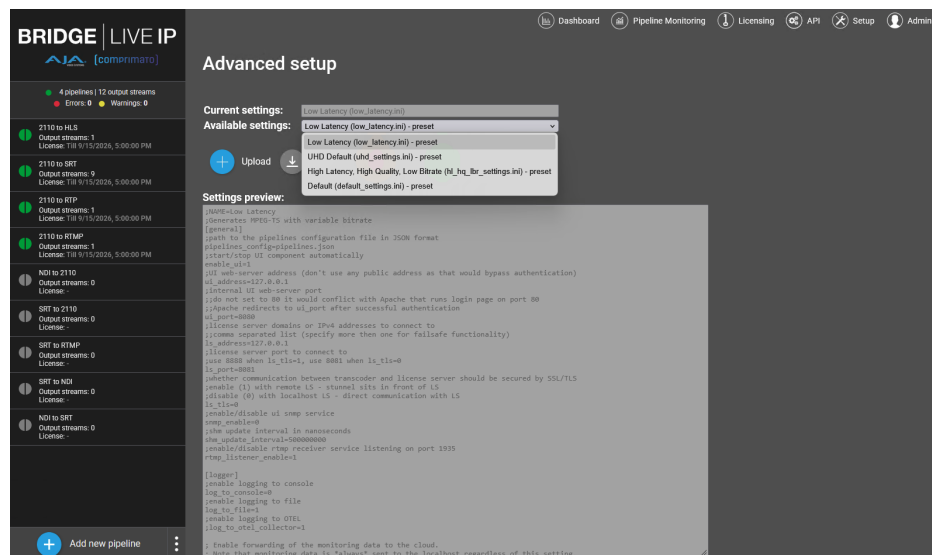 BRIDGE LIVE IP
AJA [comprimato]
Dashboard
Pipeline Monitoring
Licensing
API
Setup
Admin
4 pipelines | 12 output streams
Errors: 0 Warnings: 0
2110 to HLS
Output streams: 1
License: Till 9/15/2026, 5:00:00 PM
2110 to SRT
Output streams: 9
License: Till 9/15/2026, 5:00:00 PM
2110 to RTP
Output streams: 1
License: Till 9/15/2026, 5:00:00 PM
2110 to RTMP
Output streams: 1
License: Till 9/15/2026, 5:00:00 PM
NDI to 2110
Output streams: 0
License: -
SRT to 2110
Output streams: 0
License: -
SRT to RTMP
Output streams: 0
License: -
SRT to NDI
Output streams: 0
License: -
NDI to SRT
Output streams: 0
License: -
Add new pipeline
Advanced setup
Current settings: Low Latency (low_latency.ini)
Available settings: Low Latency (low_latency.ini) - preset
Low Latency (low_latency.ini) - preset
UHD Default (uhd_settings.ini) - preset
High Latency, High Quality, Low Bitrate (hl_hq_lbr_settings.ini) - preset
Default (default_settings.ini) - preset
Upload
Settings preview:
;NAME=Low Latency
;Generates MPEG-TS with variable bitrate
[general]
;path to the pipelines configuration file in JSON format
pipelines_config=pipelines.json
;start/stop UI component automatically
enable_ui=1
;UI web-server address (don't use any public address as that would bypass authentication)
ui_address=127.0.0.1
;internal UI web-server port
;;do not set to 80 it would conflict with Apache that runs login page on port 80
;;Apache redirects to ui_port after successful authentication
ui_port=8080
;license server domains or IPv4 addresses to connect to
;;comma separated list (specify more then one for failsafe functionality)
ls_address=127.0.0.1
;license server port to connect to
;use 8888 when ls_tls=1, use 8081 when ls_tls=0
ls_port=8081
;whether communication between transcoder and license server should be secured by SSL/TLS
;enable (1) with remote LS - stunnel sits in front of LS
;disable (0) with localhost LS - direct communication with LS
ls_tls=0
;enable/disable ui snmp service
snmp_enable=0
;shm update interval in nanoseconds
shm_update_interval=500000000
;enable/disable rtmp receiver service listening on port 1935
rtmp_listener_enable=1
[logger]
;enable logging to console
log_to_console=0
;enable logging to file
log_to_file=1
;enable logging to OTEL
;log_to_otel_collector=1
; Enable forwarding of the monitoring data to the cloud.
; Note that monitoring data is *always* sent to the localhost regardless of this setting